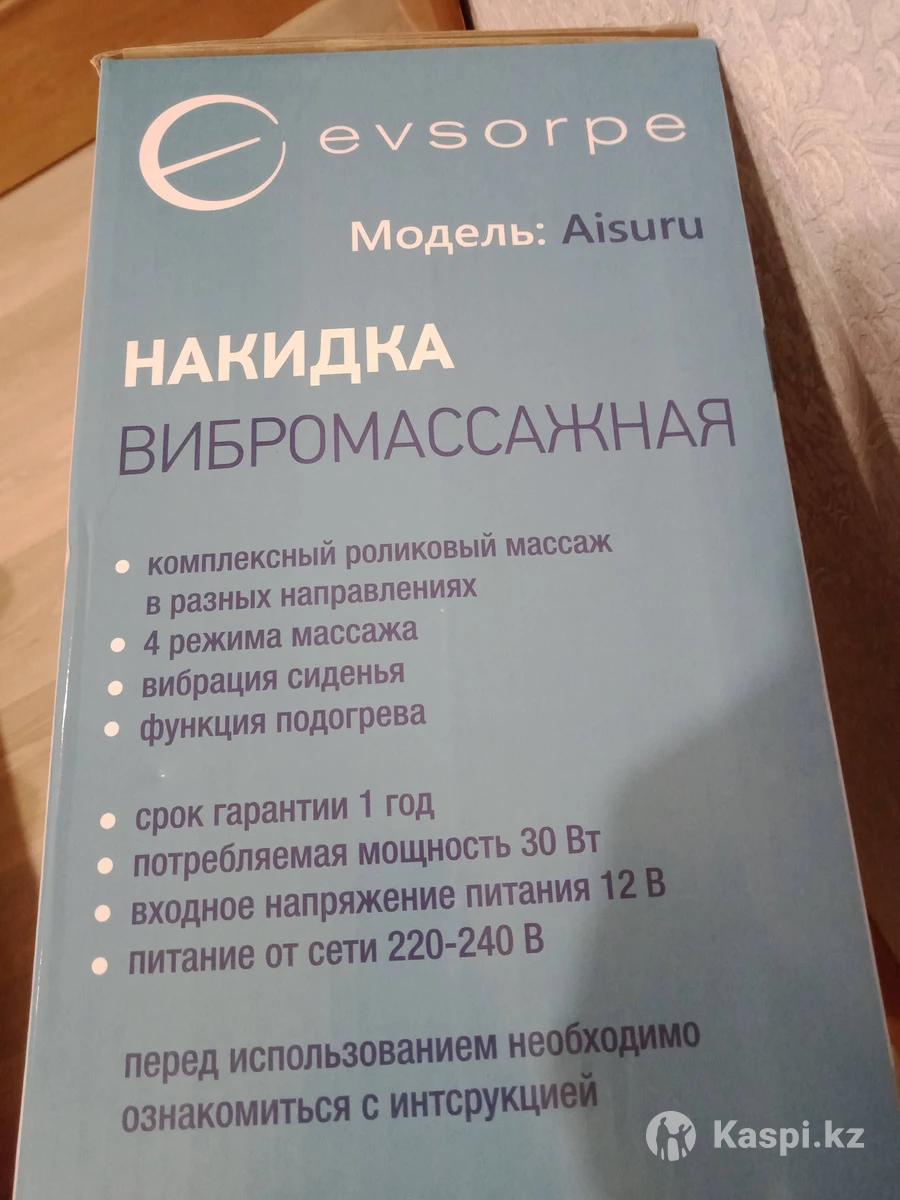 evsorpe
Модель: Aisuru
НАКИДКА
ВИБРОМАССАЖНАЯ
• комплексный роликовый массаж
в разных направлениях
• 4 режима массажа
• вибрация сиденья
• функция подогрева
• срок гарантии 1 год
• потребляемая мощность 30 Вт
• входное напряжение питания 12 В
• питание от сети 220-240 В
перед использованием необходимо
ознакомиться с интсрукцией
Kaspi.kz